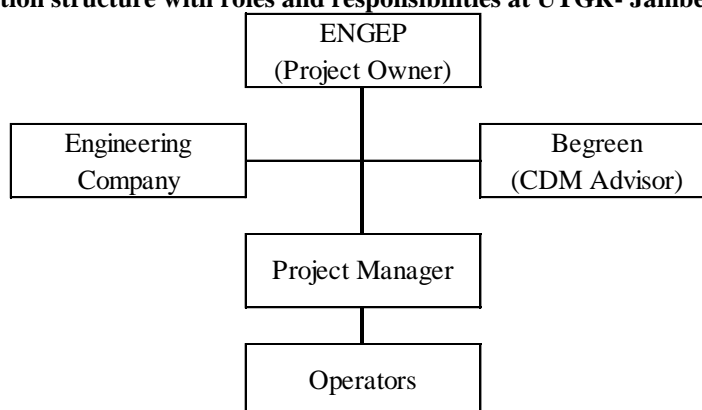 tion structure with roles and responsibilities at UTGR- Jambe
ENGEP
(Project Owner)
Engineering
Company
Begreen
(CDM Advisor)
Project Manager
Operators